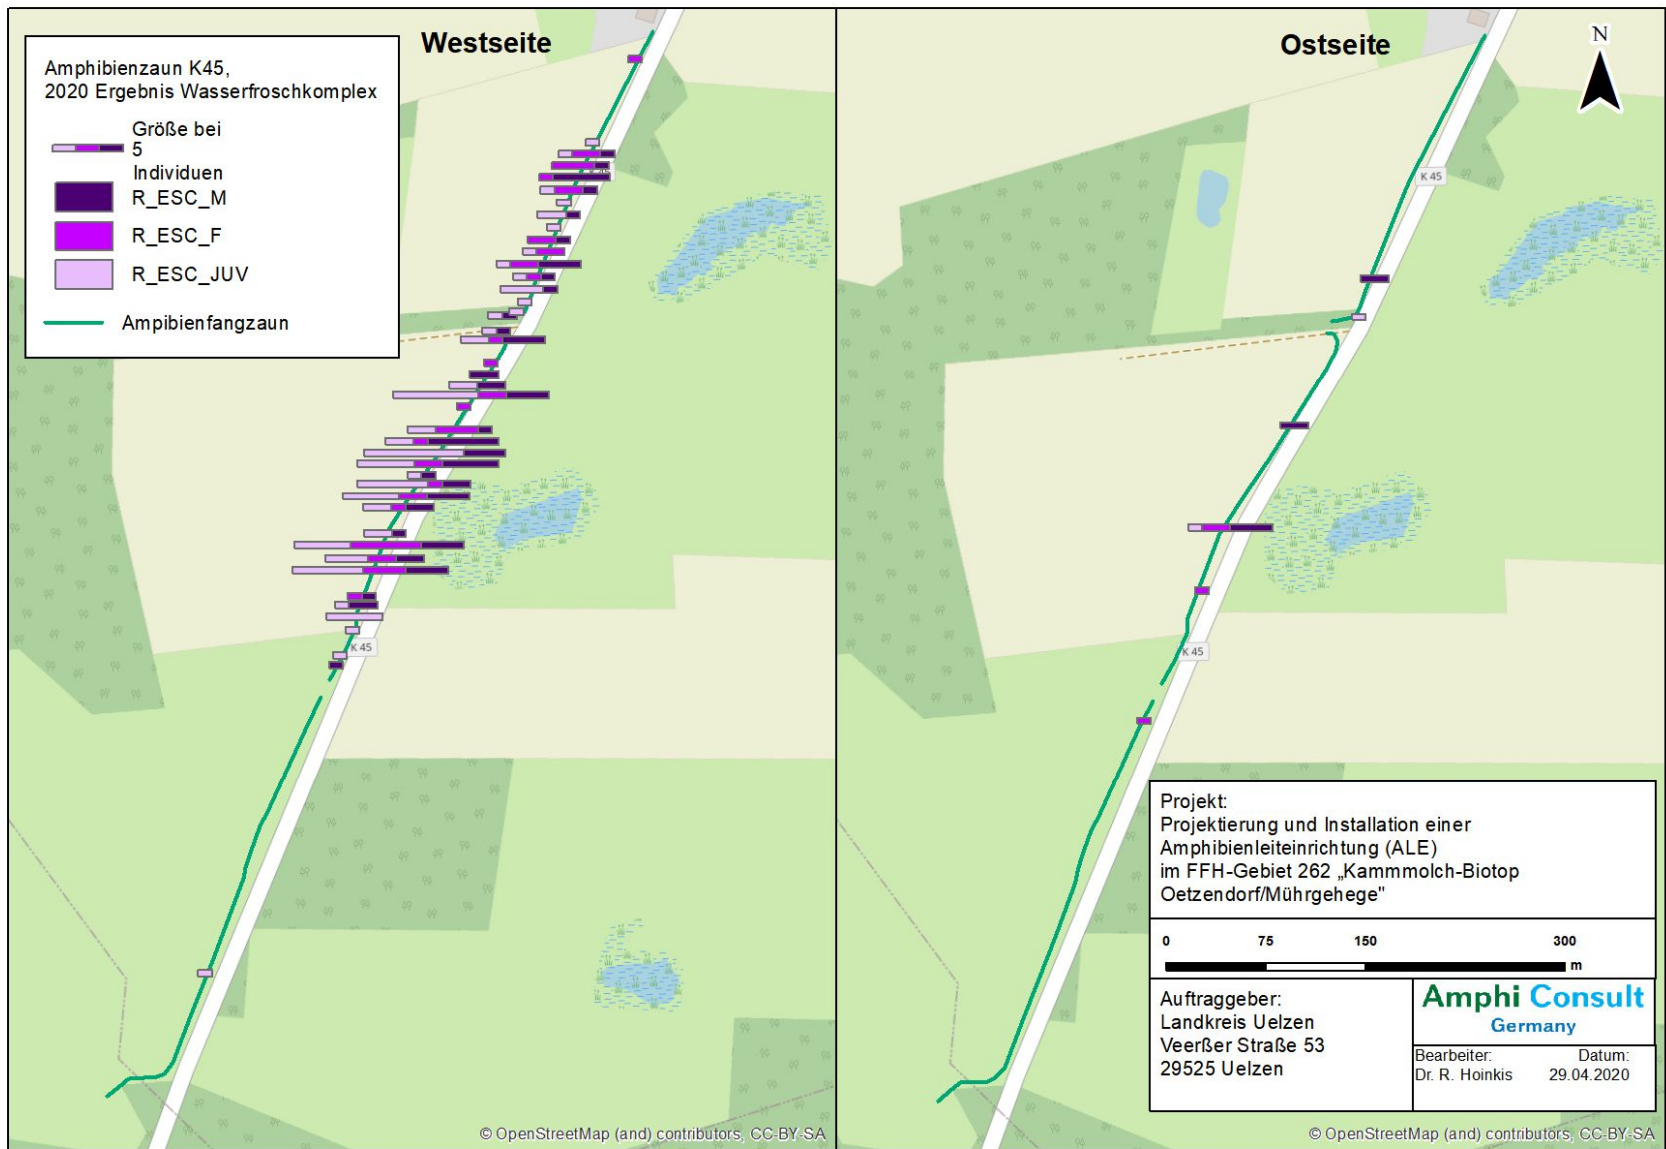 Westseite
Amphibienzaun K45,
2020 Ergebnis Wasserfroschkomplex
Größe bei
5
Individuen
R_ESC_M
R_ESC_F
R_ESC_JUV
Ampibienfangzaun
K 45
© OpenStreetMap (and) contributors, CC-BY-SA
Ostseite
N
K 45
K 45
Projekt:
Projektierung und Installation einer
Amphibienleiteinrichtung (ALE)
im FFH-Gebiet 262 „Kammmolch-Biotop
Oetzendorf/Mührgehege"
0 75 150 300
m
Auftraggeber:
Landkreis Uelzen
Veerßer Straße 53
29525 Uelzen
Amphi Consult
Germany
Bearbeiter: Datum:
Dr. R. Hoinkis 29.04.2020
© OpenStreetMap (and) contributors, CC-BY-SA